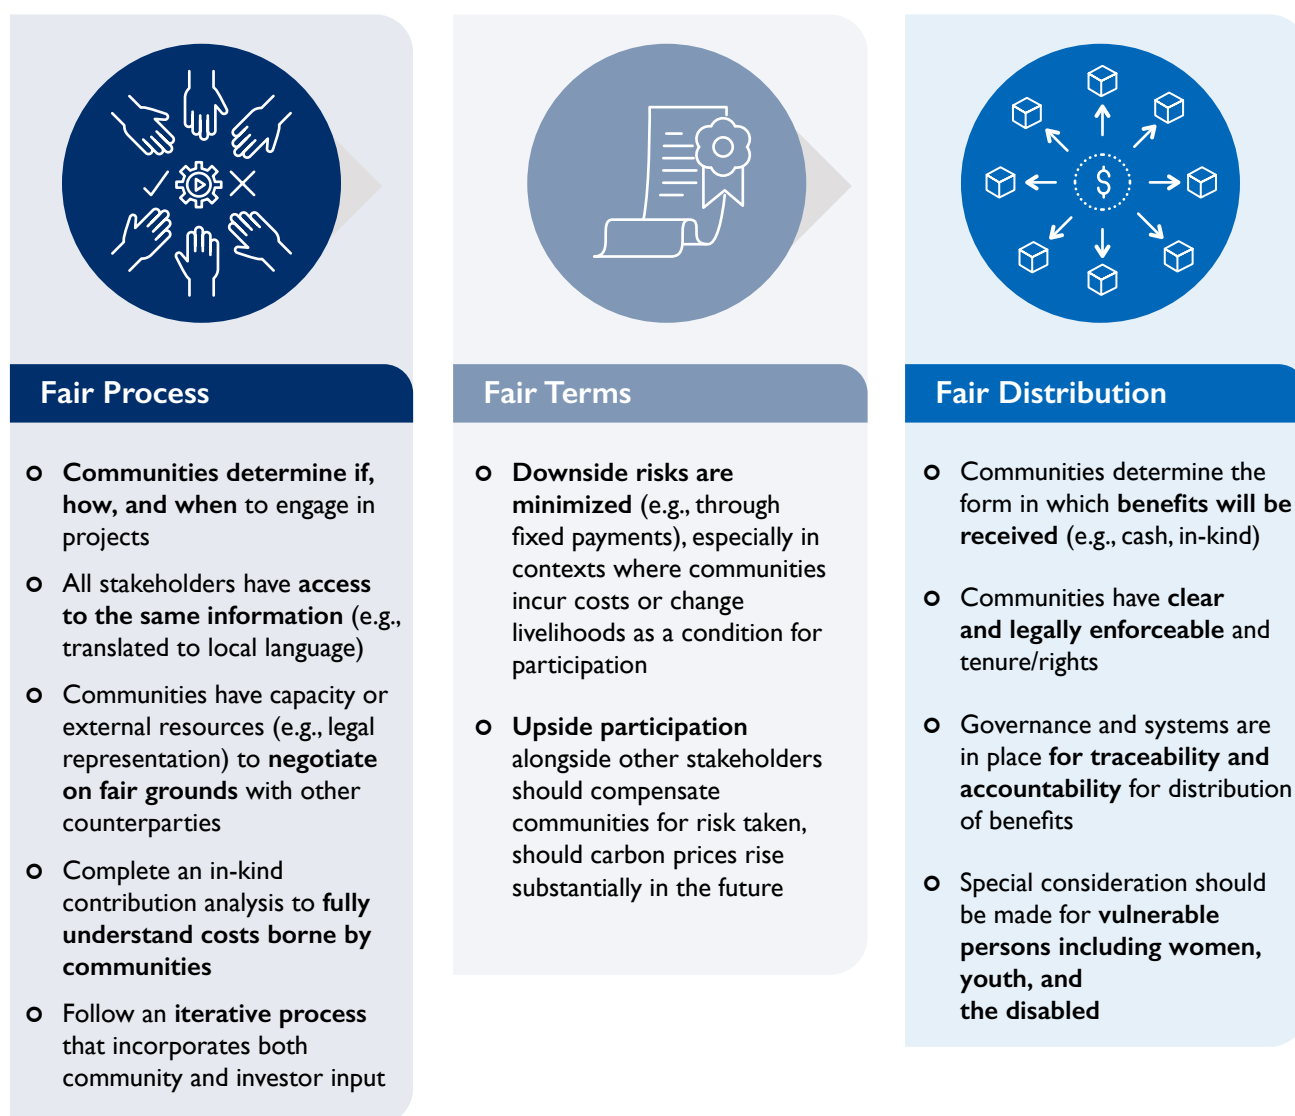 Fair Process
Communities determine if,
how, and when to engage in
projects
All stakeholders have access
to the same information (e.g.,
translated to local language)
Communities have capacity or
external resources (e.g., legal
representation) to negotiate
on fair grounds with other
counterparties
Complete an in-kind
contribution analysis to fully
understand costs borne by
communities
Follow an iterative process
that incorporates both
community and investor input
Fair Terms
Downside risks are
minimized (e.g., through
fixed payments), especially in
contexts where communities
incur costs or change
livelihoods as a condition for
participation
Upside participation
alongside other stakeholders
should compensate
communities for risk taken,
should carbon prices rise
substantially in the future
$
Fair Distribution
Communities determine the
form in which benefits will be
received (e.g., cash, in-kind)
Communities have clear
and legally enforceable and
tenure/rights
Governance and systems are
in place for traceability and
accountability for distribution
of benefits
Special consideration should
be made for vulnerable
persons including women,
youth, and
the disabled